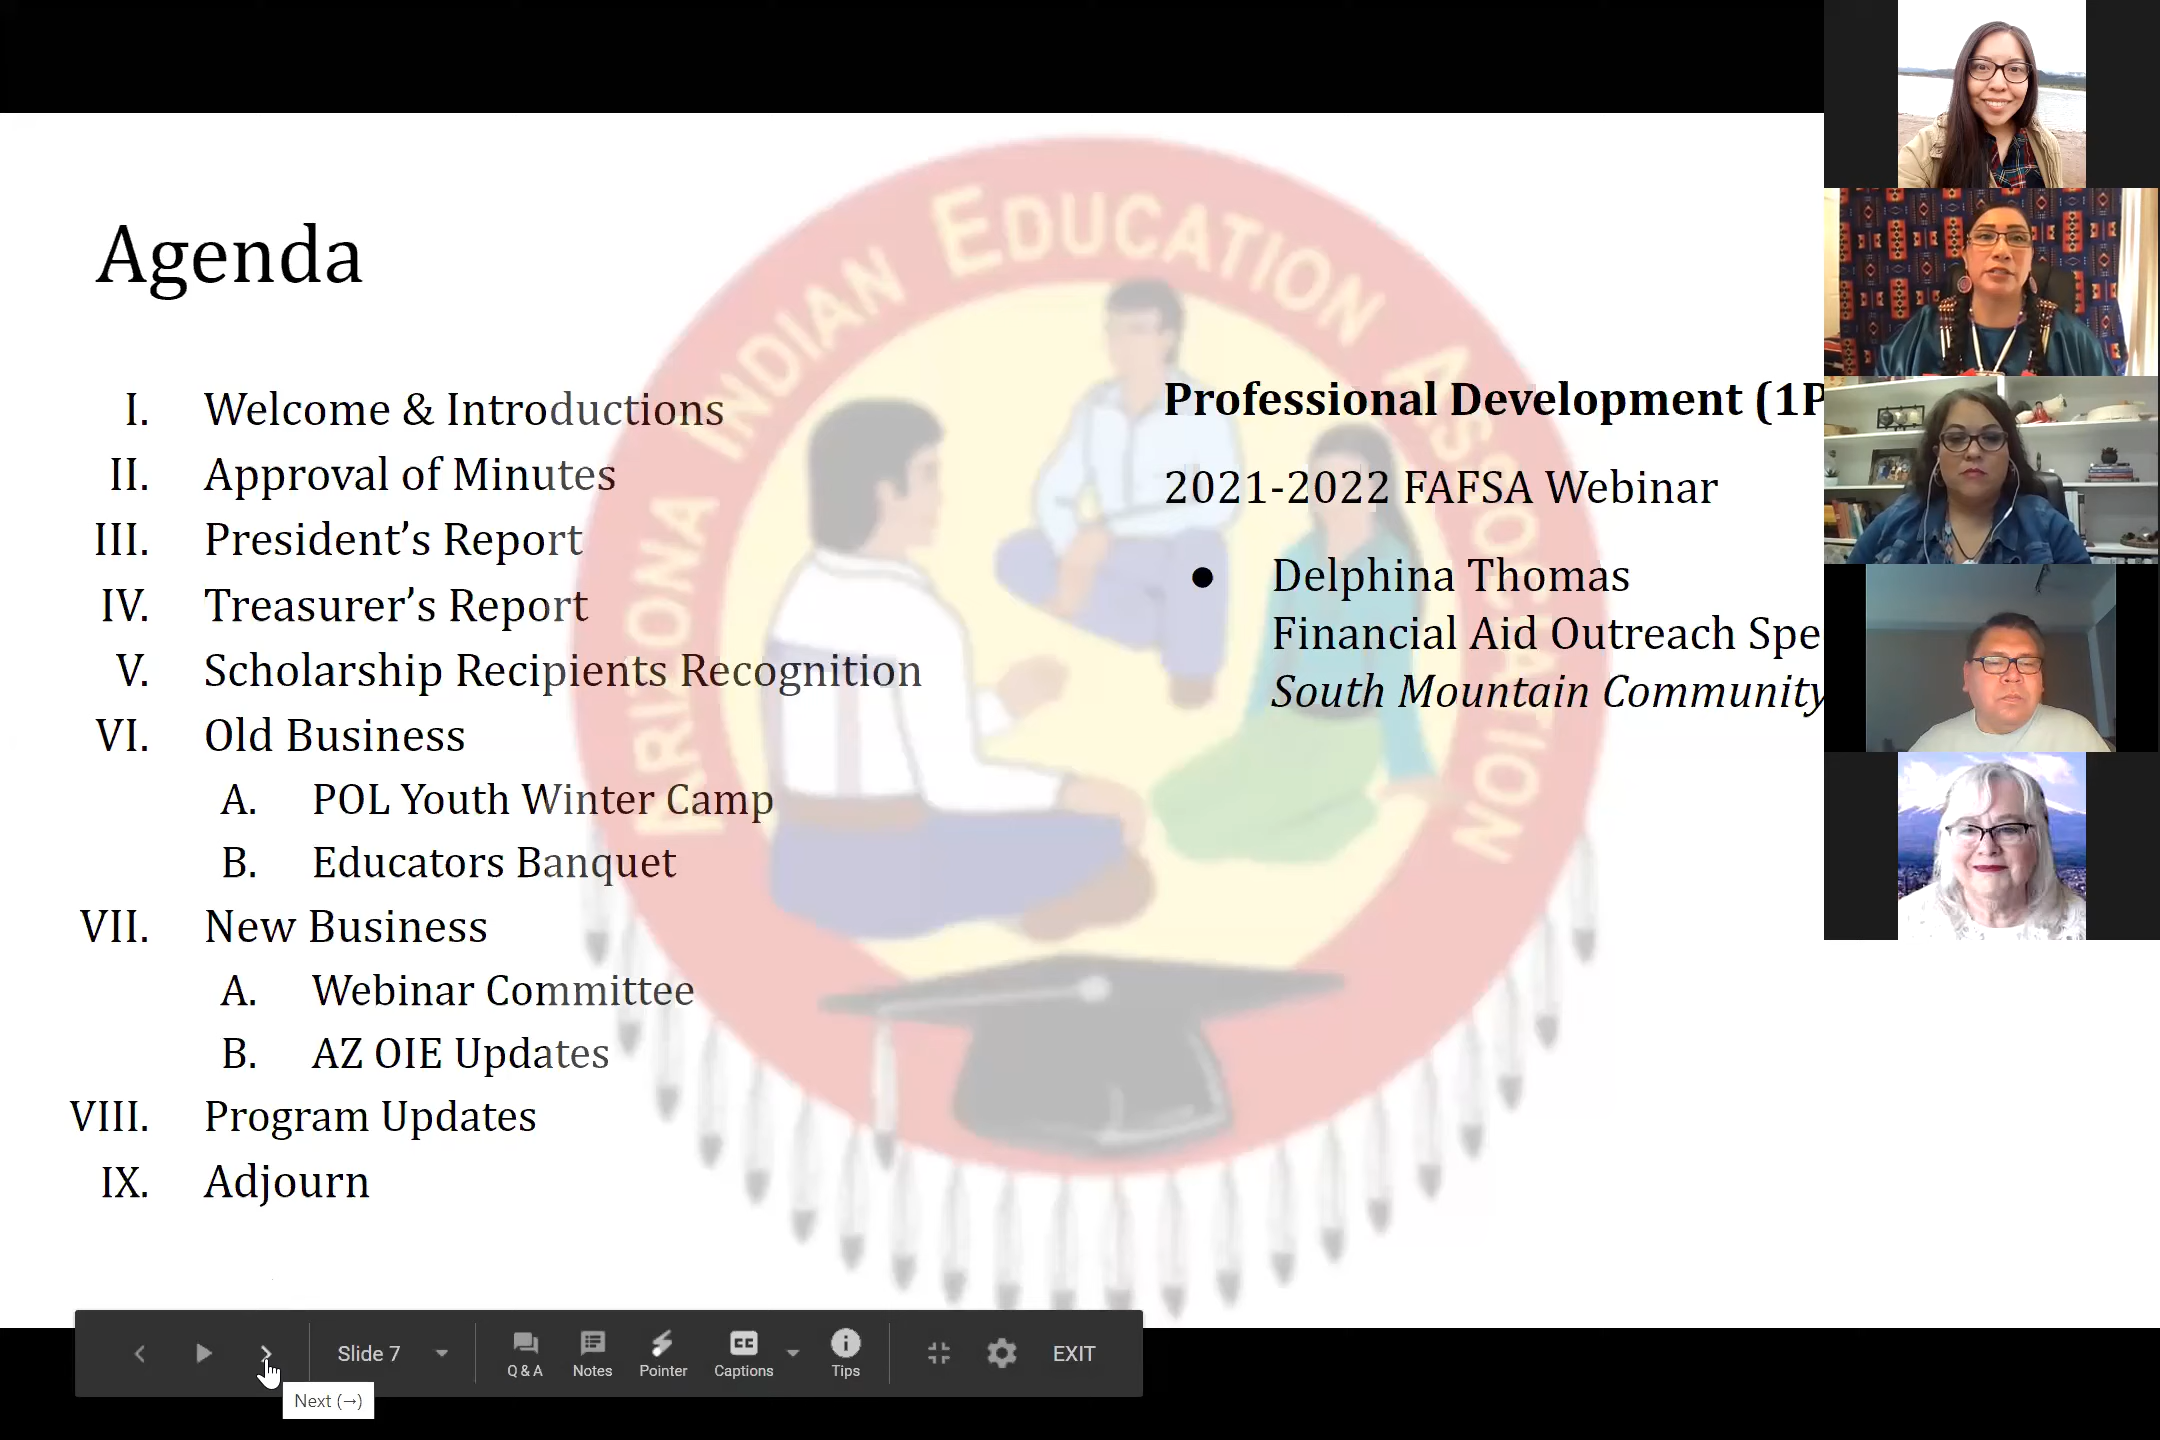 ARIZONA INDIAN EDUCATION ASSOCIATION
Agenda
I. Welcome & Introductions
II. Approval of Minutes
III. President’s Report
IV. Treasurer’s Report
V. Scholarship Recipients Recognition
VI. Old Business
A. POL Youth Winter Camp
B. Educators Banquet
VII. New Business
A. Webinar Committee
B. AZ OIE Updates
VIII. Program Updates
IX. Adjourn
Professional Development (1P
2021-2022 FAFSA Webinar
● Delphina Thomas
Financial Aid Outreach Spe
South Mountain Community
Slide 7
Q & A
Notes
Pointer
CC
Captions
Tips
EXIT
Next (→)